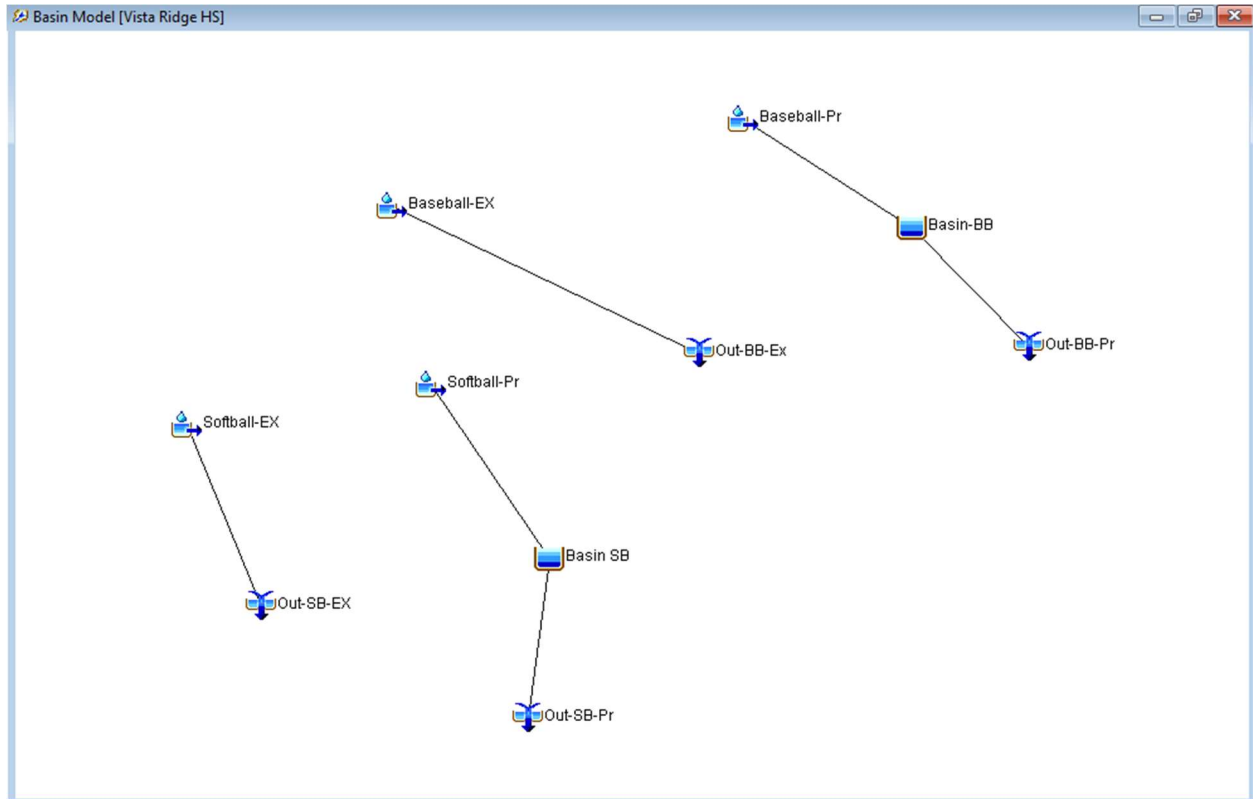 Basin Model [Vista Ridge HS]
Baseball-Pr
Baseball-EX
Basin-BB
Out-BB-Pr
Out-BB-Ex
Softball-Pr
Softball-EX
Basin SB
Out-SB-EX
Out-SB-Pr